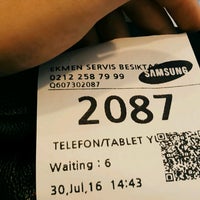 EKMEN SERVIS BESIKTAS
0212 258 79 99
SAMSUNG
Q607302087
2087
TELEFON/TABLET
Waiting : 6
30,Jul,16 14:43